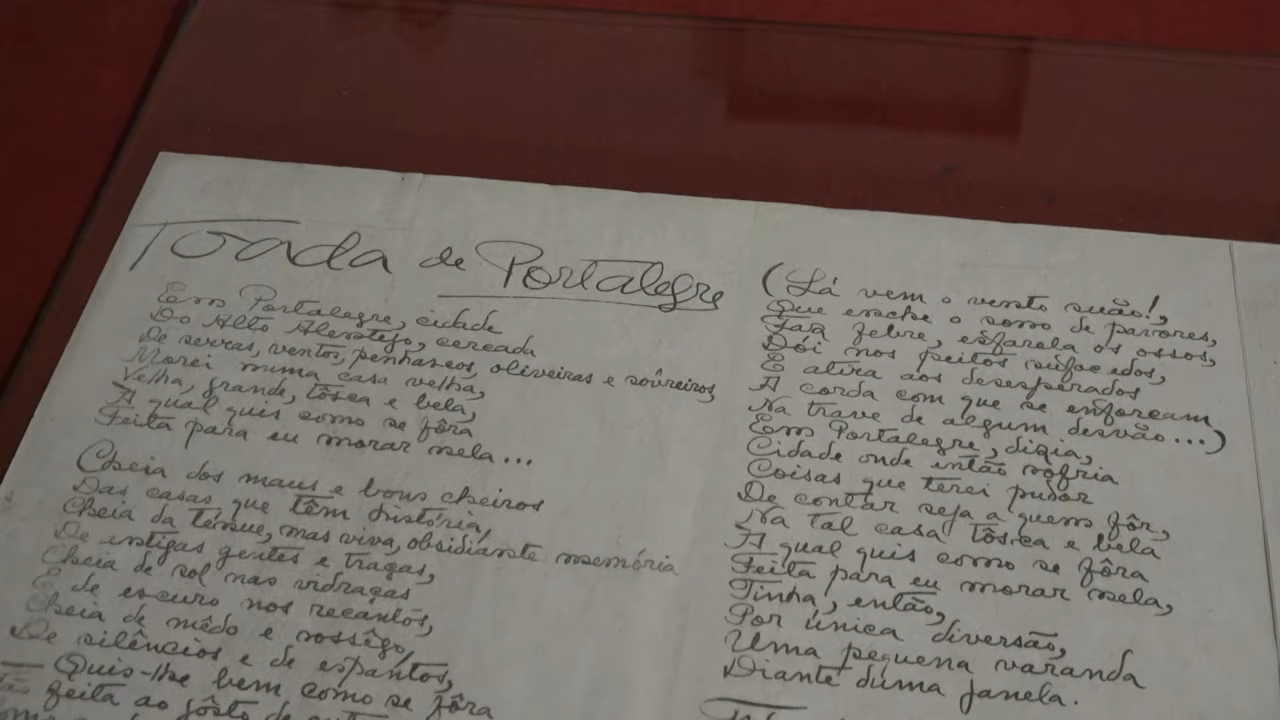 Toada de Portalegre
Em Portalegre, cidade
Do Alto Alentejo, cercada
De serras, ventos, penhascos, oliveiras e sôbreiros,
Morei numa casa velha,
Velha, grande, tôsca e bela,
A qual quis como se fôra
Feita para eu morar nela...
Cheia dos maus e bons cheiros
Das casas que têm história,
Cheia da ténue, mas viva, obsidiante memória
De antigas gentes e traças,
Cheia de sol nas vidraças
E de escuro nos recantos,
Cheia de mêdo e sossêgo,
De silêncios e de espantos,
— Quis-lhe bem como se fôra
feita ao gôsto de
(Lá vem o vento suão!,
Que enche o sono de pavores,
Faz febre, esfarela os ossos,
Dói nos peitos sufocados,
E atira aos desesperados
A corda com que se enforcam
Na trave de algum desvão...)
Em Portalegre, dizia,
Cidade onde então sofria
Coisas que terei pudor
De contar seja a quem fôr,
Na tal casa tôsca e bela
A qual quis como se fôra
Feita para eu morar nela,
Tinha, então,
Por única diversão,
Uma pequena varanda
Diante duma janela.